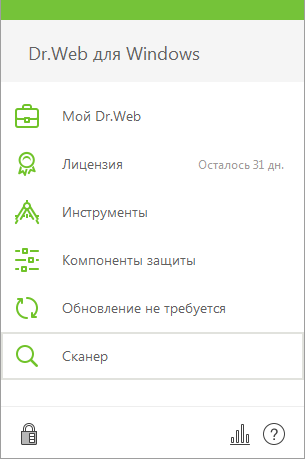 Dr.Web для Windows
Мой Dr.Web
Лицензия Осталось 31 дн.
Инструменты
Компоненты защиты
Обновление не требуется
Сканер